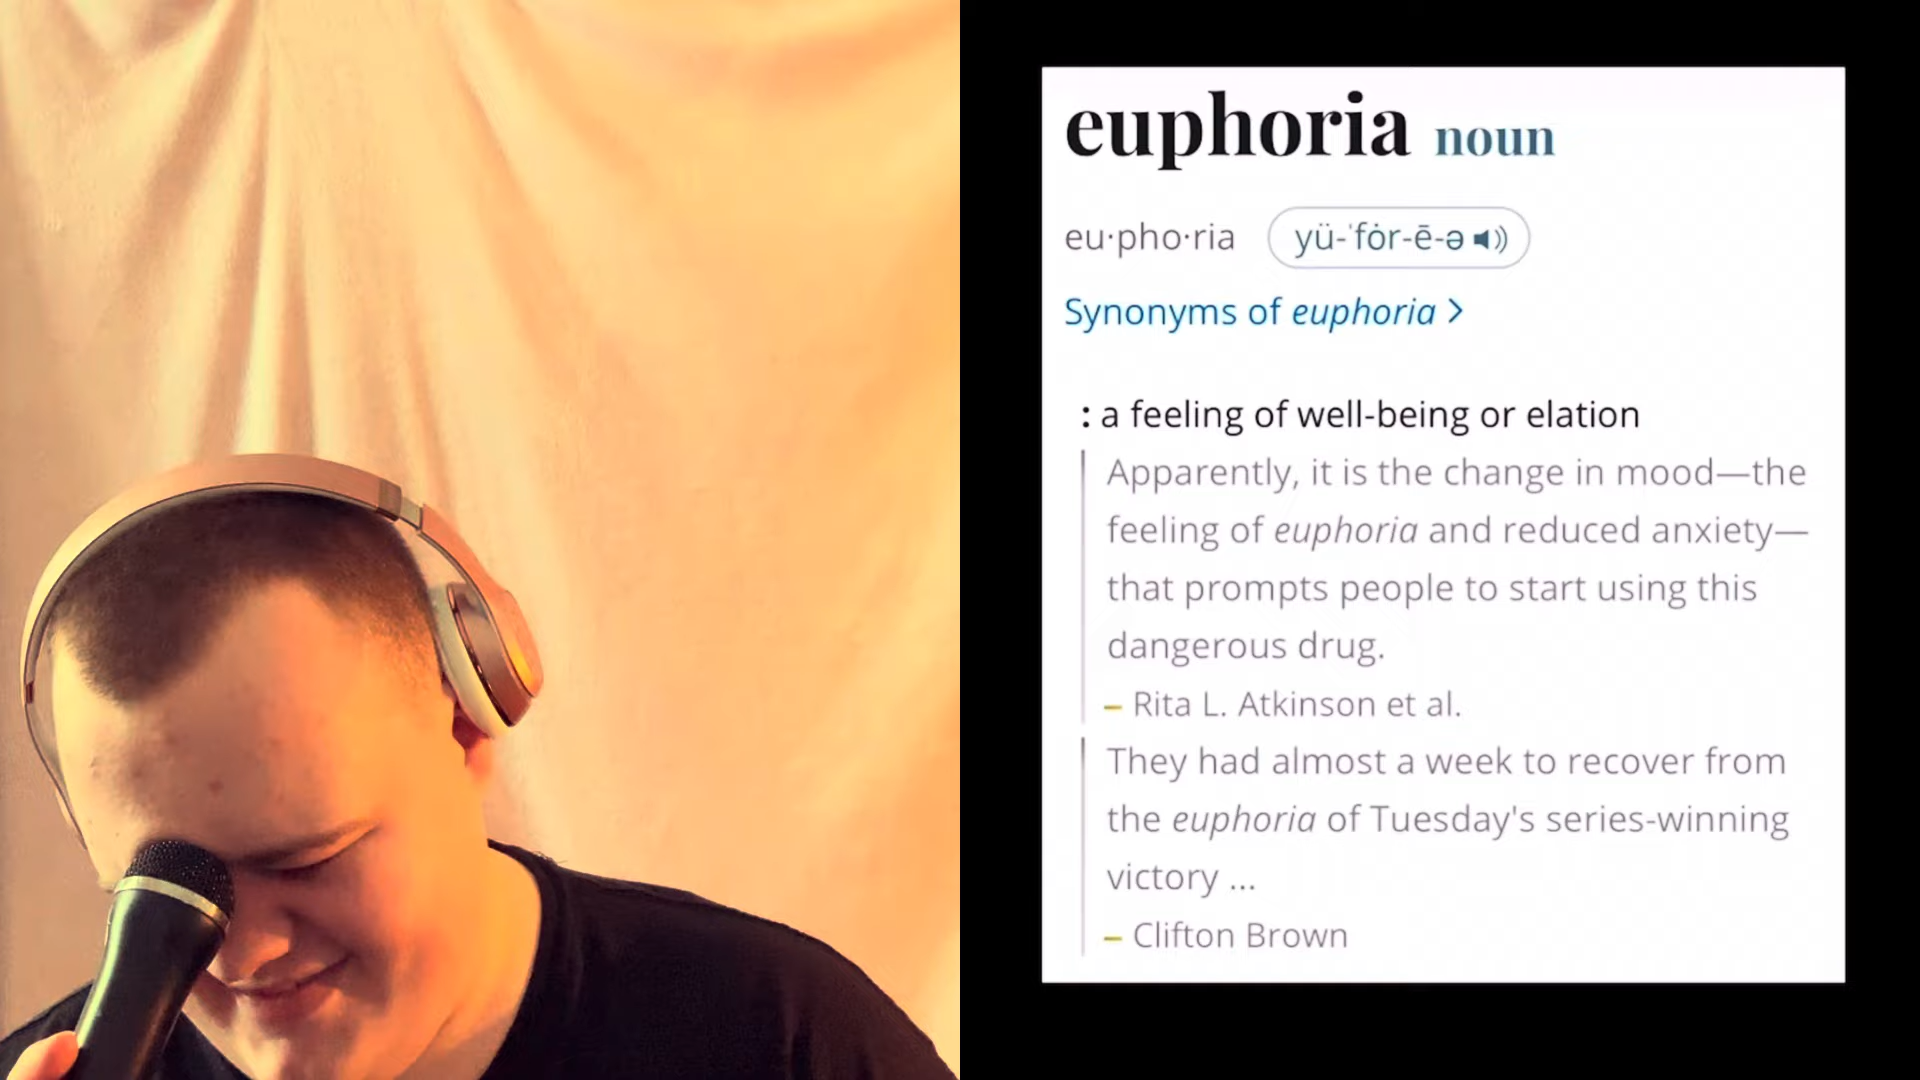 euphoria noun
eu·pho·ria yü-ˈfȯr-ē-ə
Synonyms of euphoria >
: a feeling of well-being or elation
Apparently, it is the change in mood—the
feeling of euphoria and reduced anxiety—
that prompts people to start using this
dangerous drug.
– Rita L. Atkinson et al.
They had almost a week to recover from
the euphoria of Tuesday's series-winning
victory ...
– Clifton Brown